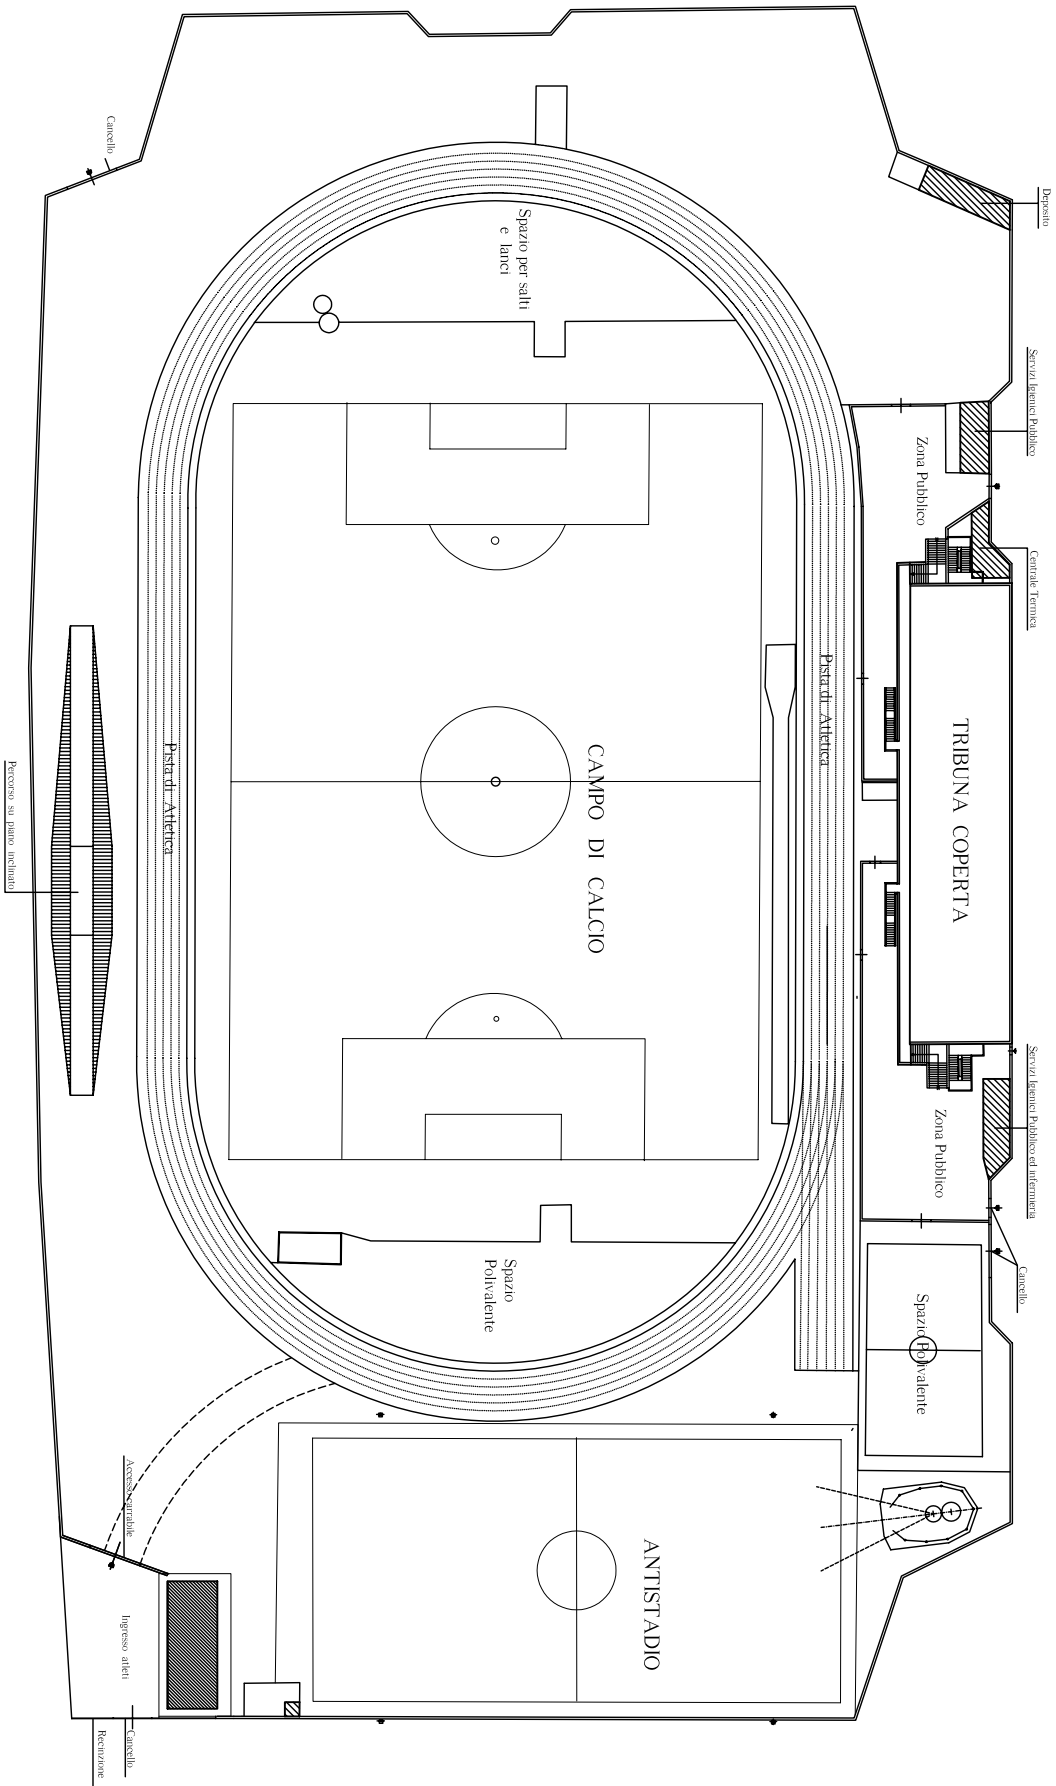 Cancello
Deposito
Spazio per salti
e lanci
Servizi Igienici Pubblico
Zona Pubblico
Centrale Termica
Pista di Atletica
TRIBUNA COPERTA
CAMPO DI CALCIO
Pista di Atletica
Percorso su piano inclinato
Servizi Igienici Pubblico ed infermieria
Zona Pubblico
Cancello
Spazio
Polivalente
Spazio Polivalente
Accesso carrabile
ANTISTADIO
Ingresso atleti
Cancello
Recinzione